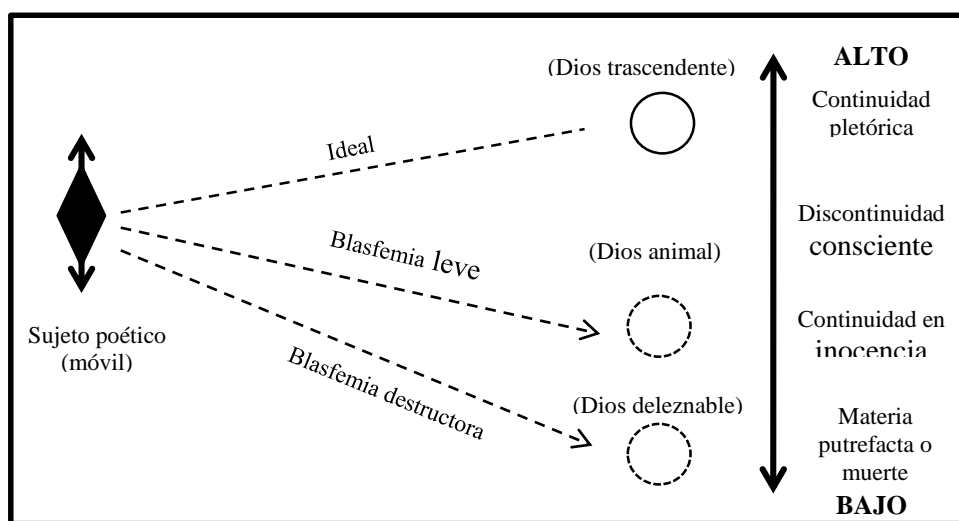 ALTO
(Dios trascendente)
Continuidad
pletórica
Ideal
Discontinuidad
consciente
Blasfemia leve
(Dios animal)
Continuidad en
inocencia
Sujeto poético
(móvil)
Blasfemia destructora
(Dios deleznable)
Materia
putrefacta o
muerte
BAJO